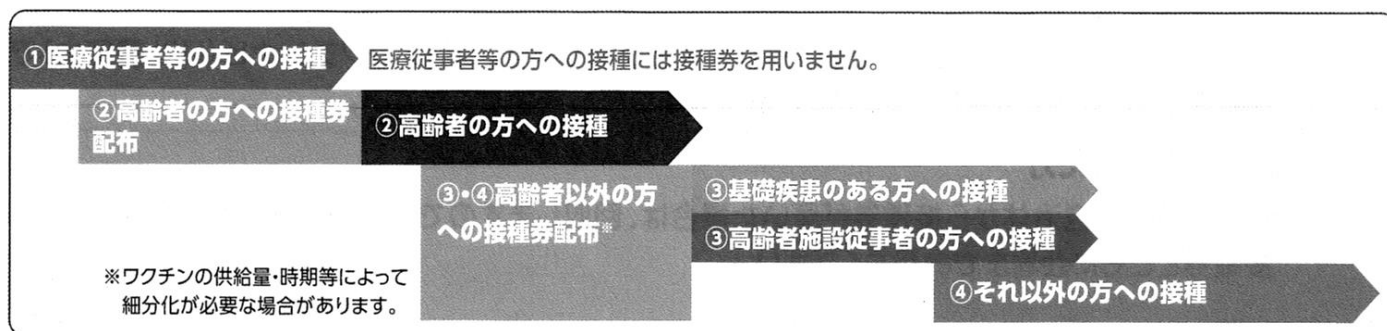 ①医療従事者等の方への接種
医療従事者等の方への接種には接種券を用いません。
②高齢者の方への接種券
配布
②高齢者の方への接種
③・④高齢者以外の方
への接種券配布※
③基礎疾患のある方への接種
③高齢者施設従事者の方への接種
④それ以外の方への接種
※ワクチンの供給量・時期等によって
細分化が必要な場合があります。